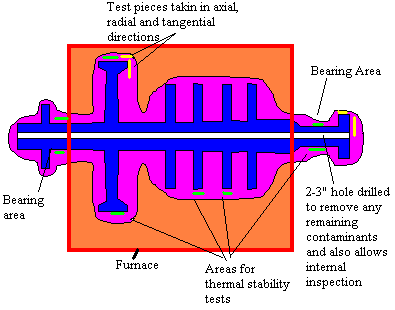 Test pieces takin in axial,
radial and tangential
directions
Bearing Area
Bearing
area
2-3" hole drilled
to remove any
remaining
contaminants
and also allows
internal
inspection
Furnace
Areas for
thermal stability
tests